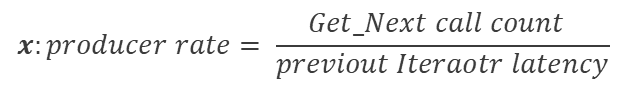 x: producer rate = Get_Next call count
previout Iteraotr latency